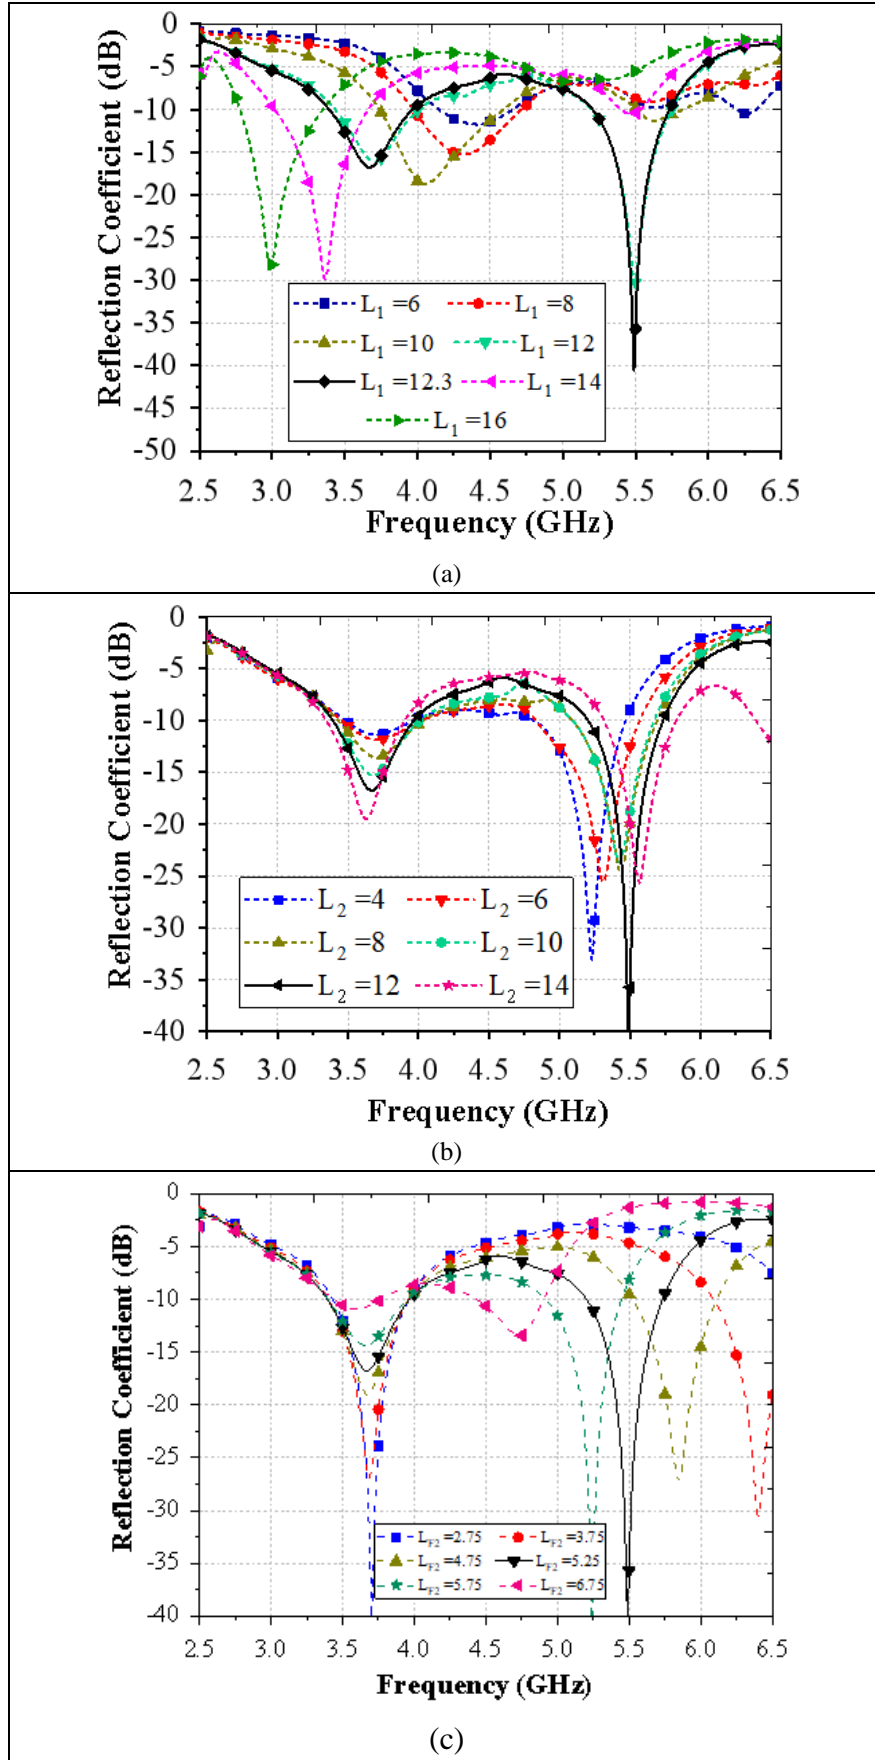 0
-5
-10
-15
-20
-25
-30
-35
-40
-45
-50
Reflection Coefficient (dB)
L1 =6 L1 =8
L1 =10 L1 =12
L1 =12.3 L1 =14
L1 =16
2.5 3.0 3.5 4.0 4.5 5.0 5.5 6.0 6.5
Frequency (GHz)
(a)
0
-5
-10
-15
-20
-25
-30
-35
-40
Reflection Coefficient (dB)
L2 =4 L2 =6
L2 =8 L2 =10
L2 =12 L2 =14
2.5 3.0 3.5 4.0 4.5 5.0 5.5 6.0 6.5
Frequency (GHz)
(b)
0
-5
-10
-15
-20
-25
-30
-35
-40
Reflection Coefficient (dB)
LF2 =2.75 LF2 =3.75
LF2 =4.75 LF2 =5.25
LF2 =5.75 LF2 =6.75
2.5 3.0 3.5 4.0 4.5 5.0 5.5 6.0 6.5
Frequency (GHz)
(c)